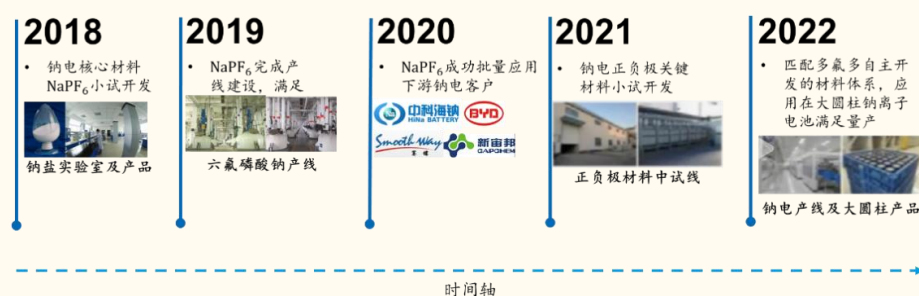 2018
• 钠电核心材料
NaPF₆小试开发
钠盐实验室及产品
2019
• NaPF₆完成产
线建设，满足
六氟磷酸钠产线
2020
• NaPF₆成功批量应用
下游钠电客户
中科海钠
HiNa BATTERY
BYD
Smooth Way
新宙邦
CAPCHEM
2021
• 钠电正负极关键
材料小试开发
正负极材料中试线
2022
• 匹配多氟多自主开
发的材料体系，应
用在大圆柱钠离子
电池满足量产
钠电产线及大圆柱产品
时间轴